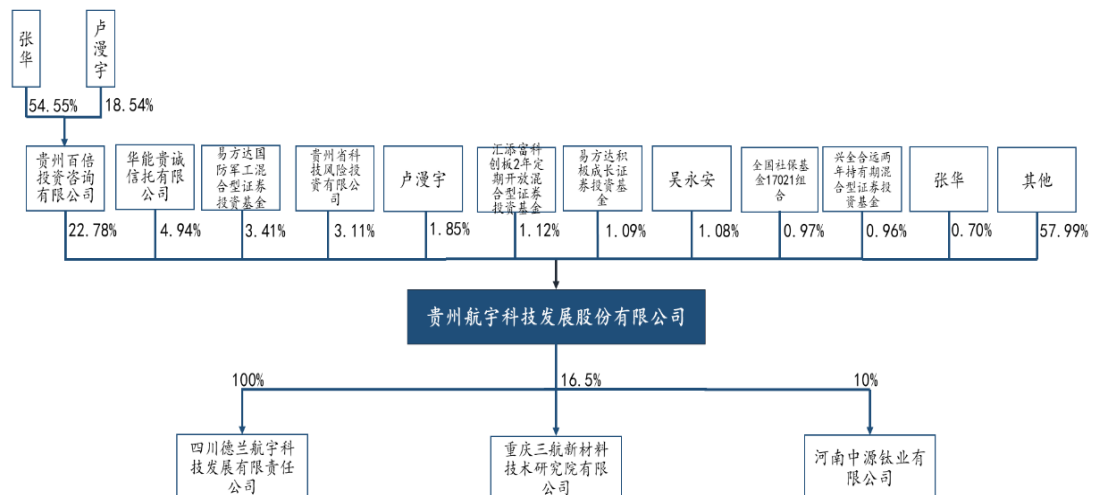 张华
卢漫宇
54.55%
18.54%
贵州百倍
投资咨询
有限公司
华能贵诚
信托有限
公司
易方达国
防军工混
合型证券
投资基金
贵州省科
技风险投
资有限公
司
卢漫宇
汇添富科
创板2年定
期开放混
合型证券
投资基金
易方达积
极成长证
券投资基
金
吴永安
全国社保基
金17021组
合
兴全合远两
年持有期混
合型证券投
资基金
张华
其他
22.78%
4.94%
3.41%
3.11%
1.85%
1.12%
1.09%
1.08%
0.97%
0.96%
0.70%
57.99%
贵州航宇科技发展股份有限公司
100%
16.5%
10%
四川德兰航宇科
技发展有限责任
公司
重庆三航新材料
技术研究院有限
公司
河南中源钛业有
限公司